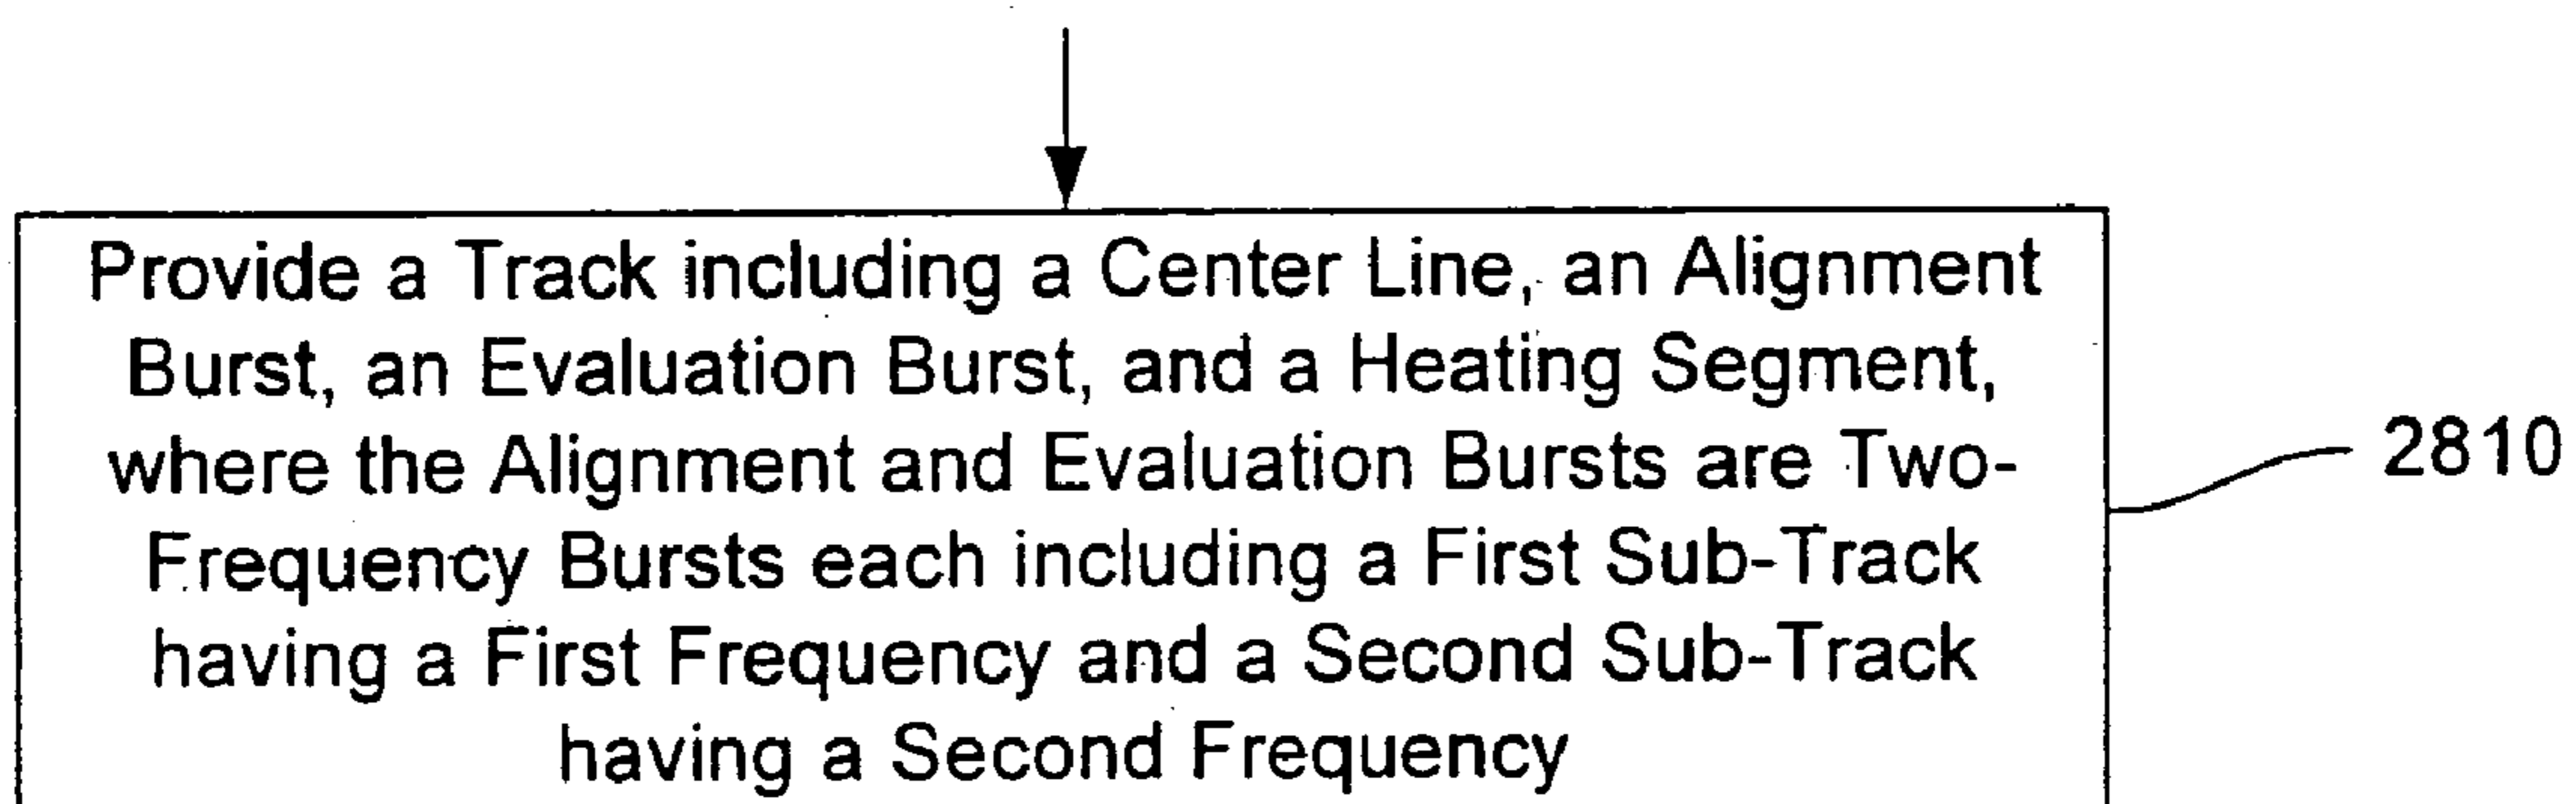 Provide a Track including a Center Line, an Alignment
Burst, an Evaluation Burst, and a Heating Segment,
where the Alignment and Evaluation Bursts are Two-
Frequency Bursts each including a First Sub-Track
having a First Frequency and a Second Sub-Track
having a Second Frequency
2810